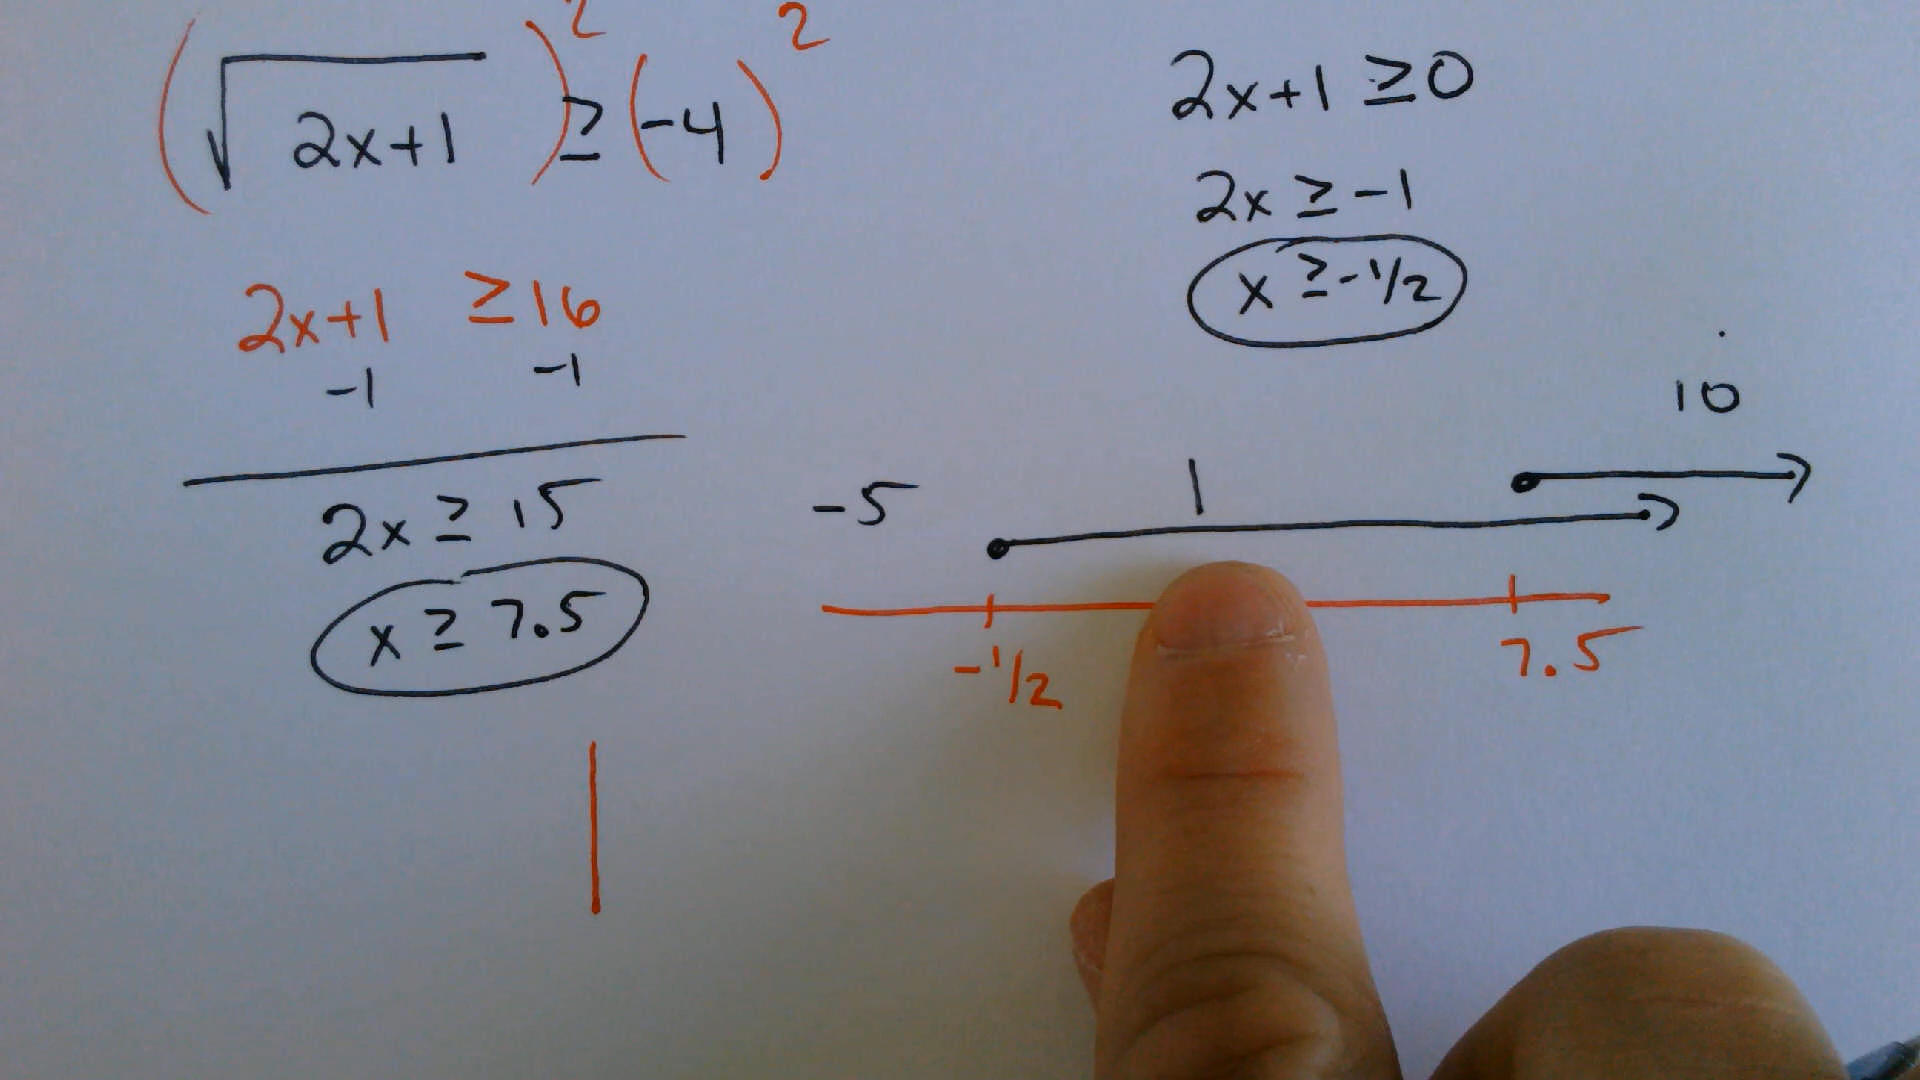 (√2x+1)² ≥ (-4)²
2x+1 ≥ 16
-1 -1
2x ≥ 15
x ≥ 7.5
2x+1 ≥ 0
2x ≥ -1
x ≥ -1/2
-5 1 10
-1/2 7.5